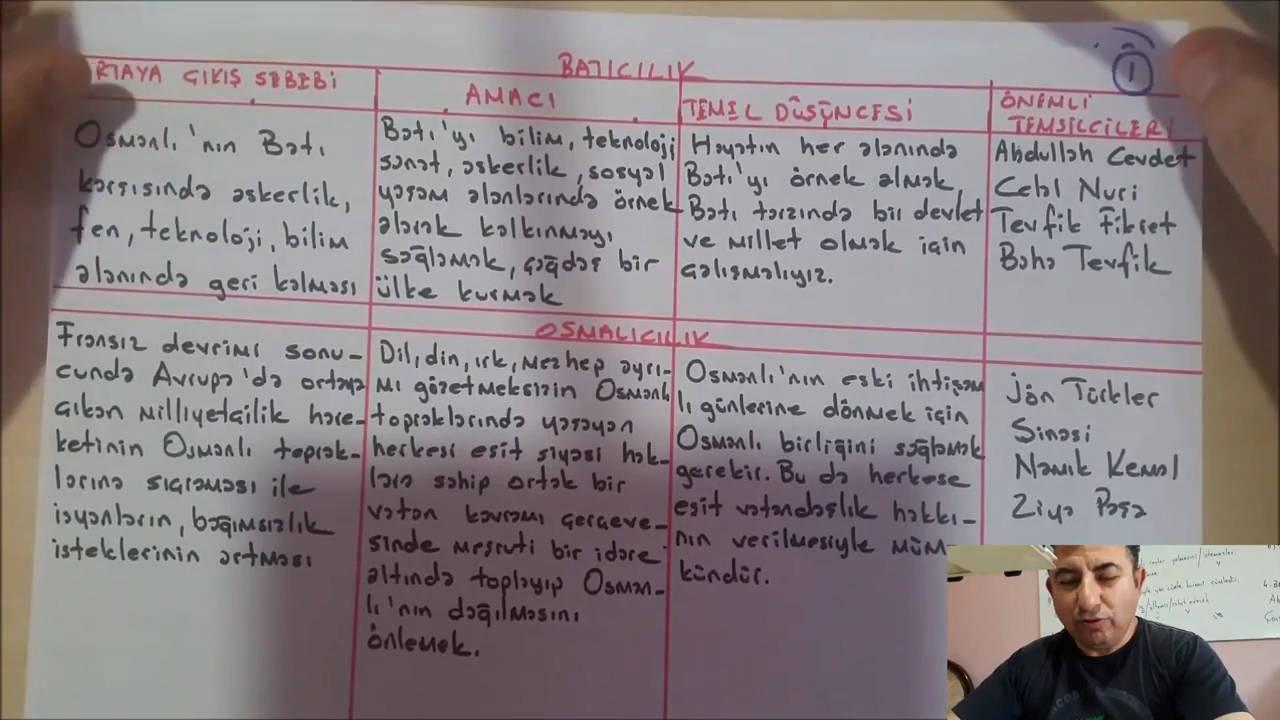 BATICILIK
1
RTAYA ÇIKIŞ SEBEBİ
AMACI
TEMEL DÜŞÜNCESİ
ÖNEMLİ
TEMSİLCİLERİ
Osmanlı'nın Batı
karşısında askerlik,
fen, teknoloji, bilim
alanında geri kalması
Batı'yı bilim, teknoloji
sanat, askerlik, sosyal
yaşam alanlarında örnek
alarak kalkınmayı
sağlamak, çağdaş bir
ülke kurmak
Hayatın her alanında
Batı'yı örnek almak,
Batı tarzında bir devlet
ve millet olmak için
çalışmalıyız.
Abdullah Cevdet
Celal Nuri
Tevfik Fikret
Baha Tevfik
OSMALICILIK
Fransız devrimi sonu-
cunda Avrupa'da ortaya
çıkan milliyetçilik hare-
ketinin Osmanlı toprak-
larına sıçraması ile
isyanların, bağımsızlık
isteklerinin artması
Dil, din, ırk, mezhep ayrı-
mı gözetmeksizin Osmanlı
topraklarında yaşayan
herkesi eşit siyasi hak-
lara sahip ortak bir
vatan kavramı çerçeve-
sinde meşruti bir idare
altında toplayıp Osman-
lı'nın dağılmasını
önlemek.
Osmanlı'nın eski ihtişam
lı günlerine dönmek için
Osmanlı birliğini sağlamak
gerekir. Bu da herkese
eşit vatandaşlık hakkı-
nın verilmesiyle müm
kündür.
Jön Türkler
Şinasi
Namık Kemal
Ziya Paşa